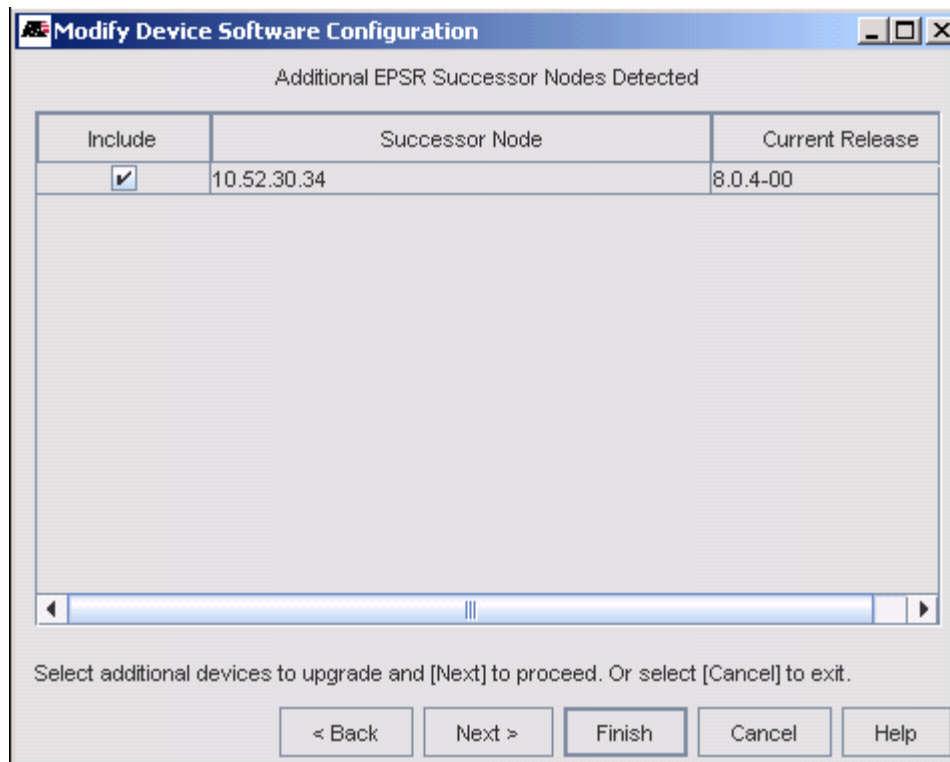 Modify Device Software Configuration
Additional EPSR Successor Nodes Detected
Include Successor Node Current Release
10.52.30.34 8.0.4-00
Select additional devices to upgrade and [Next] to proceed. Or select [Cancel] to exit.
< Back Next > Finish Cancel Help